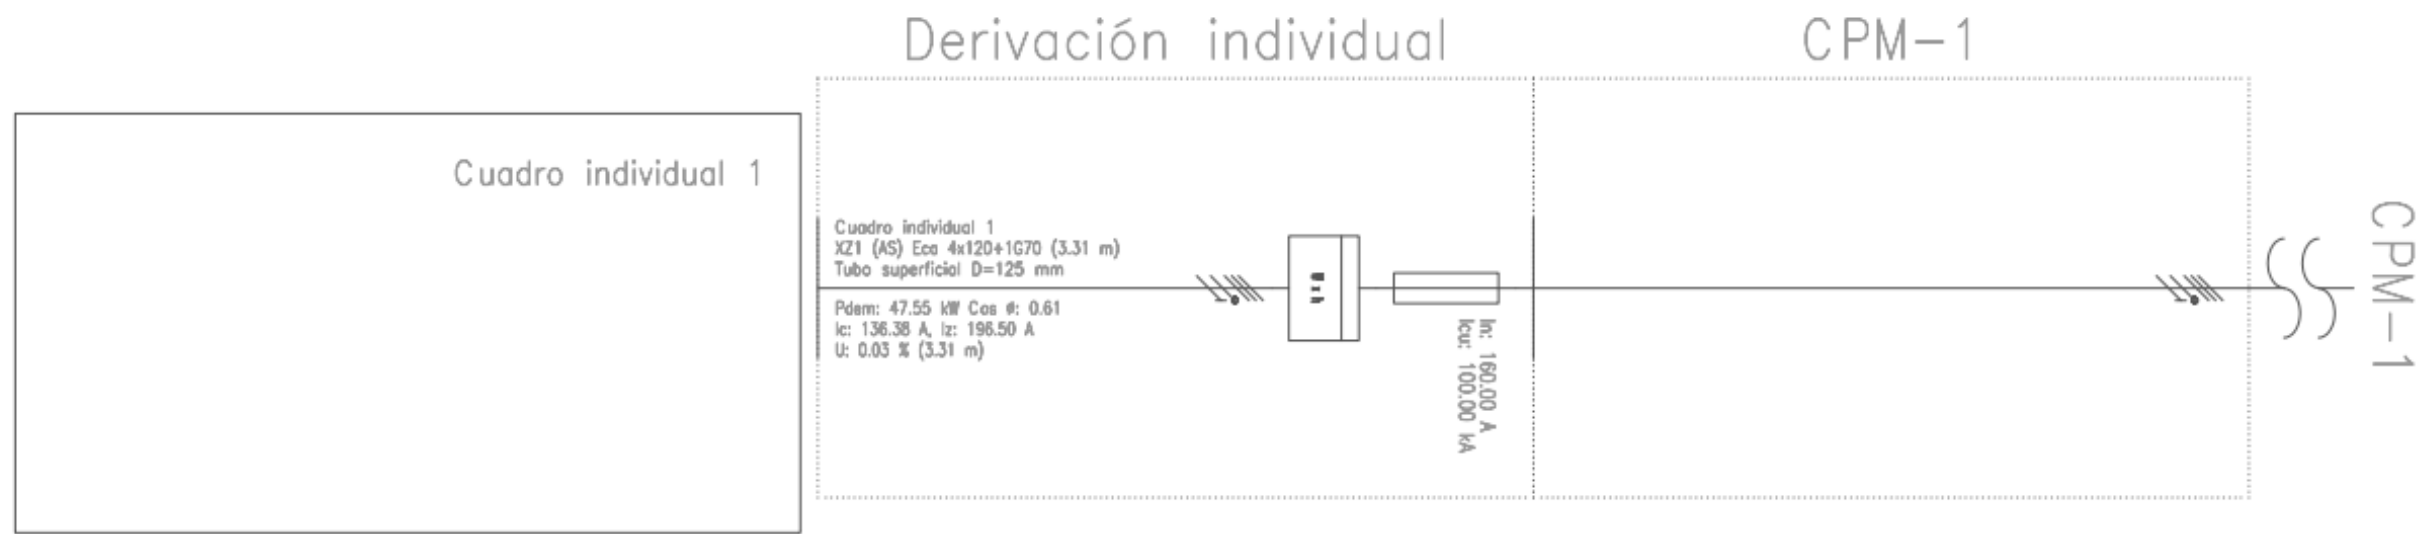 Derivación individual
CPM-1
Cuadro individual 1
Cuadro individual 1
XZ1 (AS) Eca 4x120+1G70 (3.31 m)
Tubo superficial D=125 mm
Pdem: 47.55 kW Cos ø: 0.61
Ic: 136.38 A, Iz: 196.50 A
U: 0.03 % (3.31 m)
In: 160.00 A
Icu: 100.00 kA
CPM-1